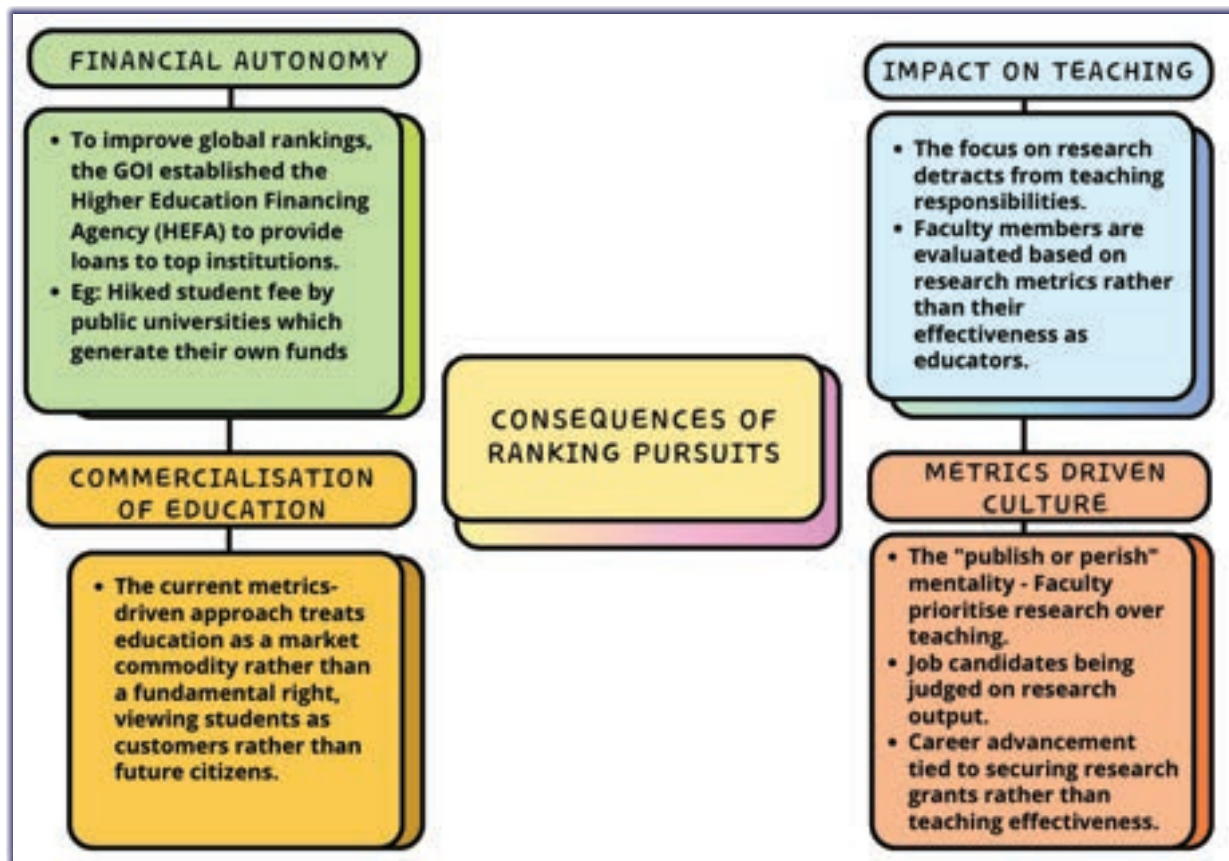 FINANCIAL AUTONOMY
• To improve global rankings,
the GOI established the
Higher Education Financing
Agency (HEFA) to provide
loans to top institutions.
• Eg: Hiked student fee by
public universities which
generate their own funds
COMMERCIALISATION
OF EDUCATION
• The current metrics-
driven approach treats
education as a market
commodity rather than
a fundamental right,
viewing students as
customers rather than
future citizens.
CONSEQUENCES OF
RANKING PURSUITS
IMPACT ON TEACHING
• The focus on research
detracts from teaching
responsibilities.
• Faculty members are
evaluated based on
research metrics rather
than their
effectiveness as
educators.
METRICS DRIVEN
CULTURE
• The "publish or perish"
mentality - Faculty
prioritise research over
teaching.
• Job candidates being
judged on research
output.
• Career advancement
tied to securing research
grants rather than
teaching effectiveness.